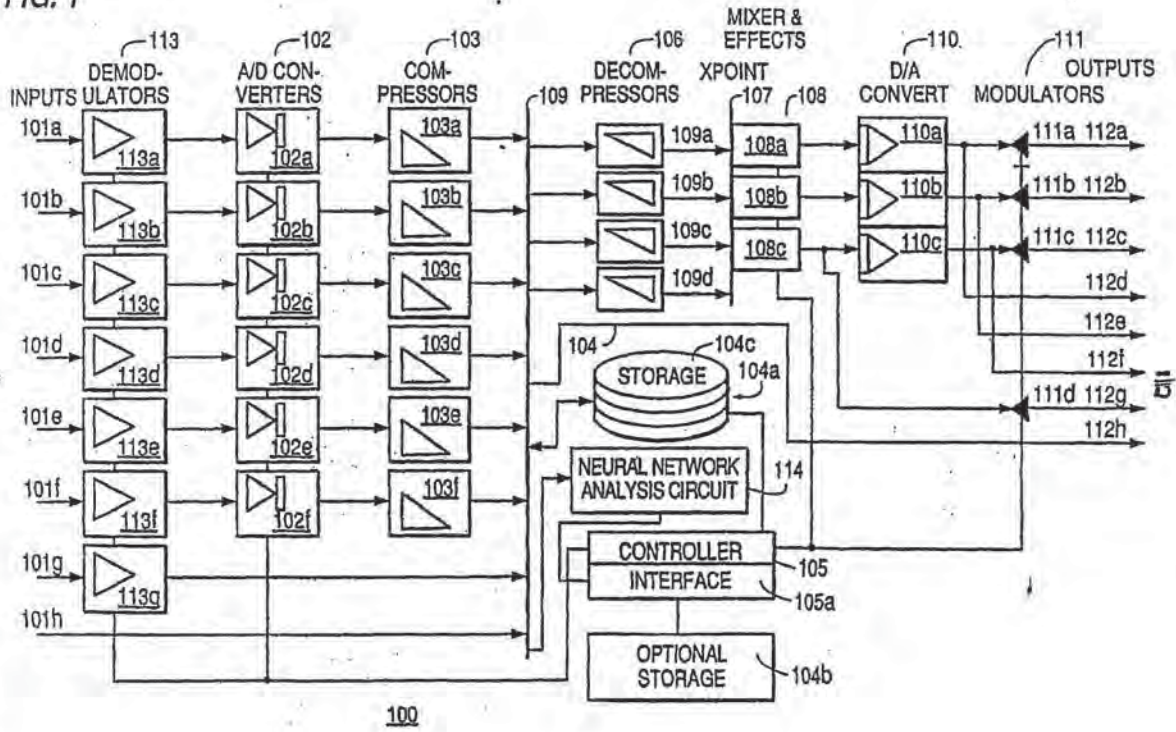 FIG. 1
MIXER &
EFFECTS
113
102
103
106
110
111
DEMOD-
ULATORS
A/D CON-
VERTERS
COM-
PRESSORS
109
DECOM-
PRESSORS
XPOINT
107
108
D/A
CONVERT
MODULATORS
OUTPUTS
INPUTS
101a
113a
102a
103a
109a
108a
110a
111a 112a
101b
113b
102b
103b
109b
108b
110b
111b 112b
101c
113c
102c
103c
109c
108c
110c
111c 112c
109d
112d
101d
113d
102d
103d
104
104c
STORAGE
104a
112e
112f
101e
113e
102e
103e
111d 112g
112h
101f
113f
102f
103f
NEURAL NETWORK
ANALYSIS CIRCUIT
114
101g
113g
CONTROLLER
105
INTERFACE
105a
101h
OPTIONAL
STORAGE
104b
100